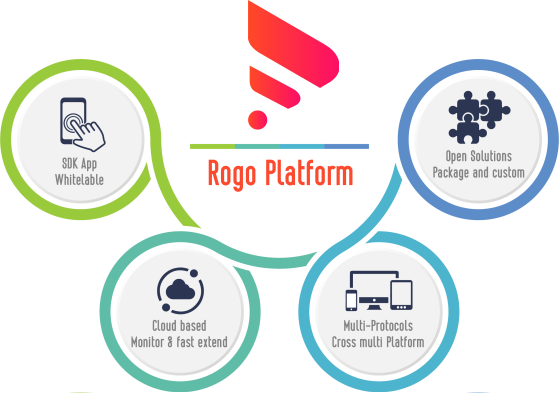 Rogo Platform
SDK App
Whitelable
Open Solutions
Package and custom
Cloud based
Monitor & fast extend
Multi-Protocols
Cross multi Platform